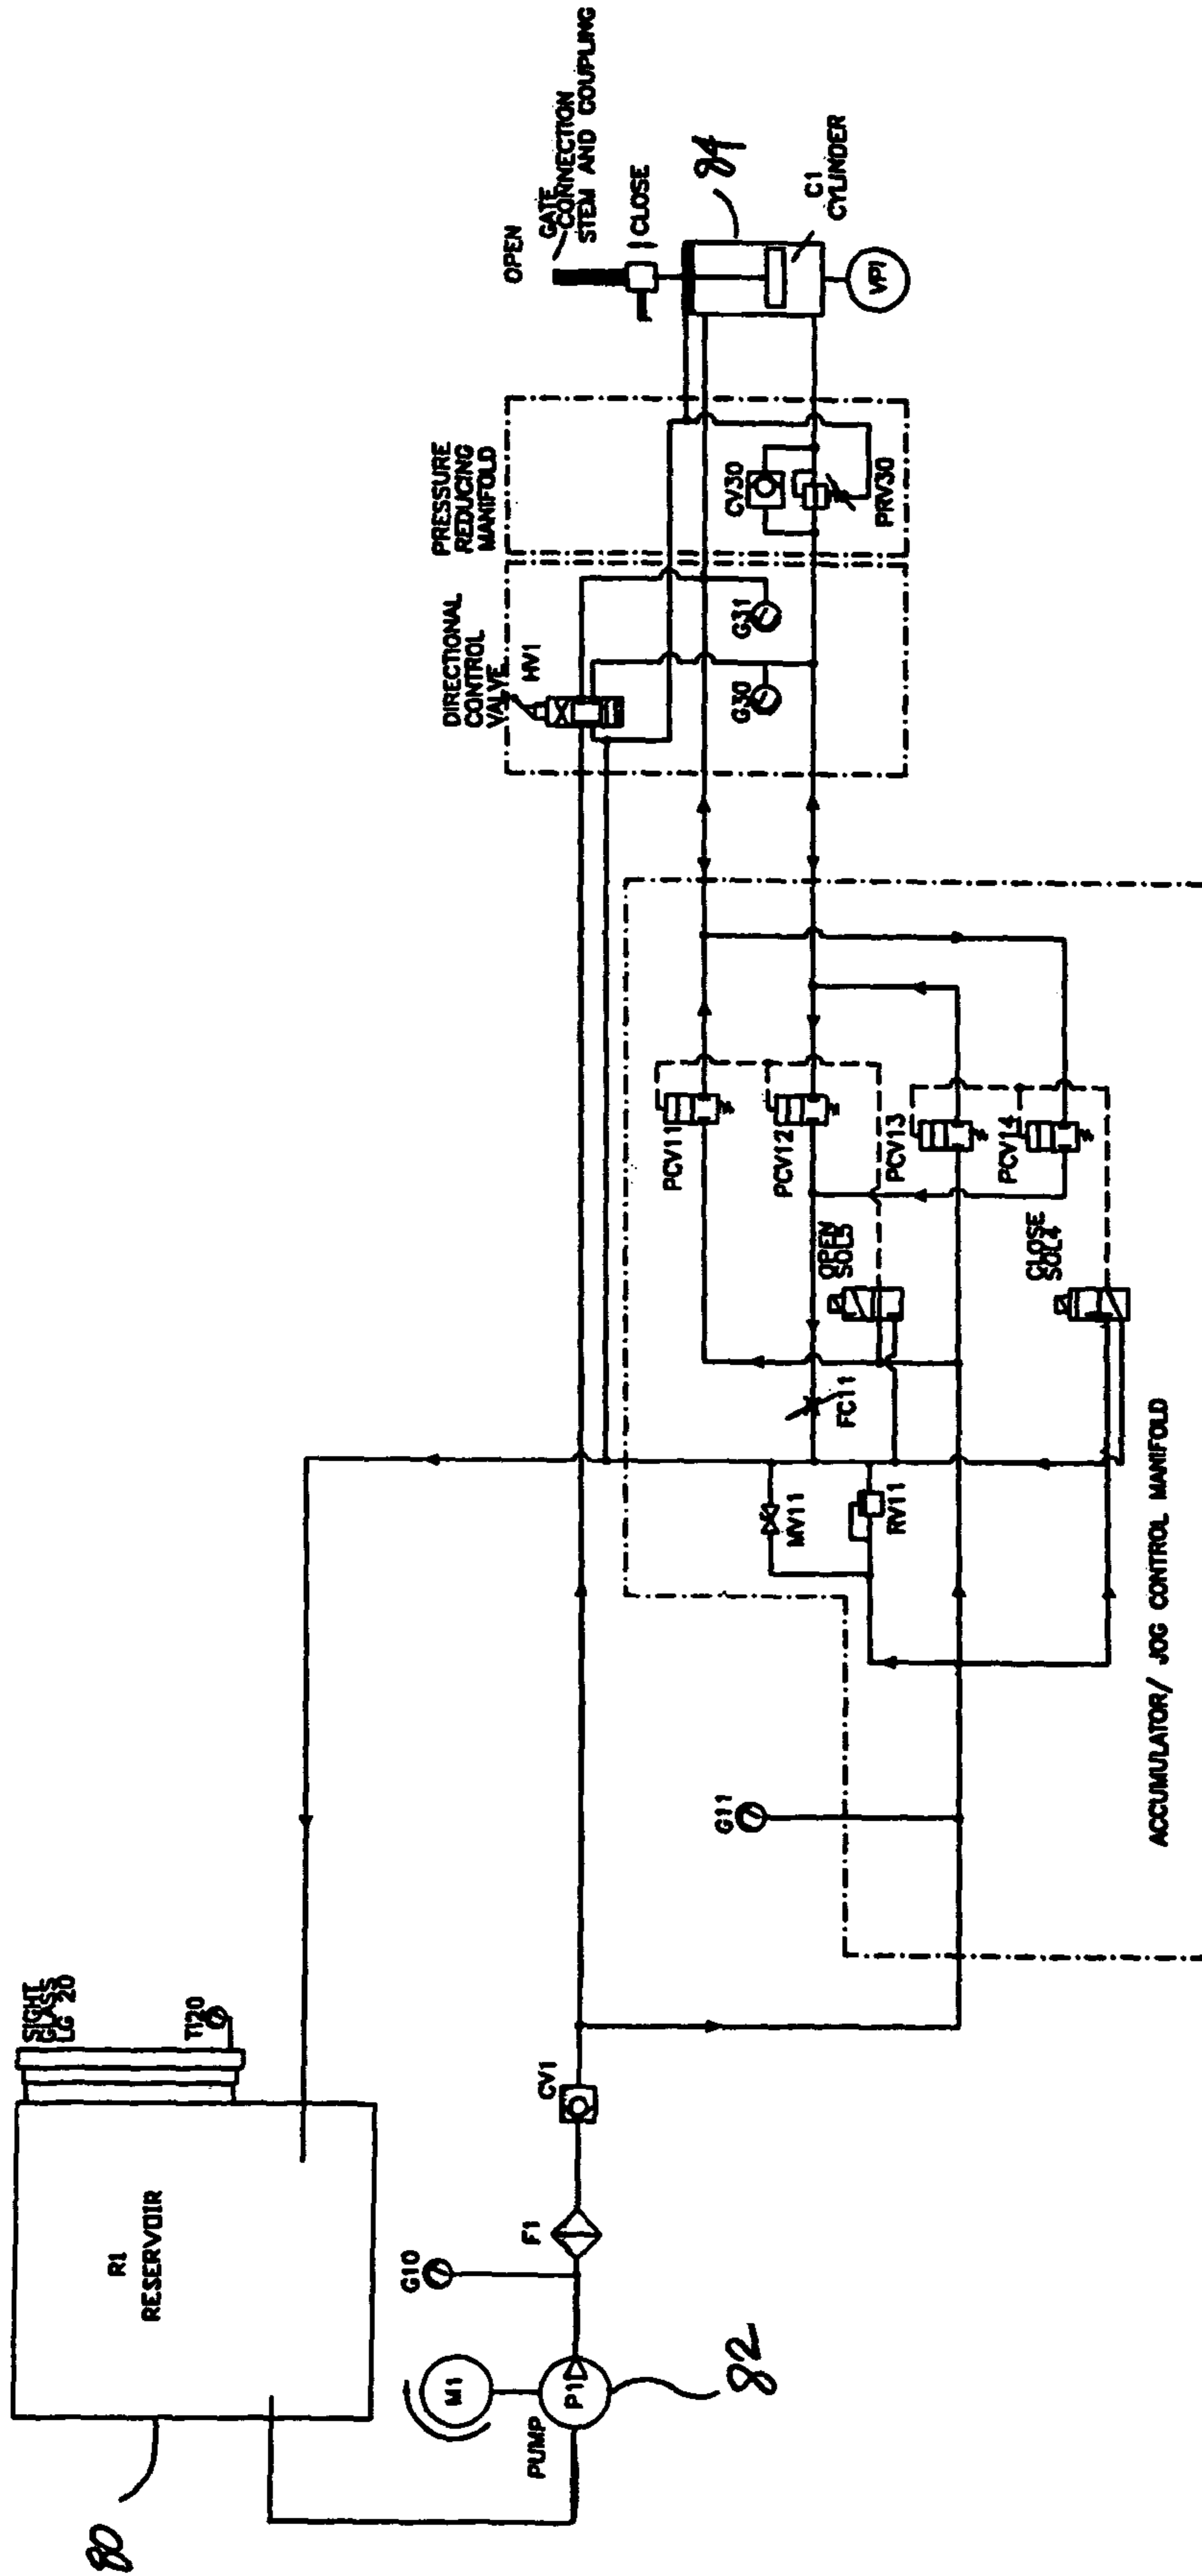 80
R1
RESERVOIR
SIGHT
GLASS
LG 20
TI20
M1
PUMP
P1
82
G10
F1
CV1
G11
MV11
RV11
FC11
OPEN
SOL5
CLOSE
SOL4
PCV11
PCV12
PCV13
PCV14
ACCUMULATOR/ JOG CONTROL MANIFOLD
DIRECTIONAL
CONTROL
VALVE
HV1
G30
G31
PRESSURE
REDUCING
MANIFOLD
CV30
PRV30
OPEN
GATE
CONNECTION
STEM AND COUPLING
CLOSE
84
C1
CYLINDER
VPI